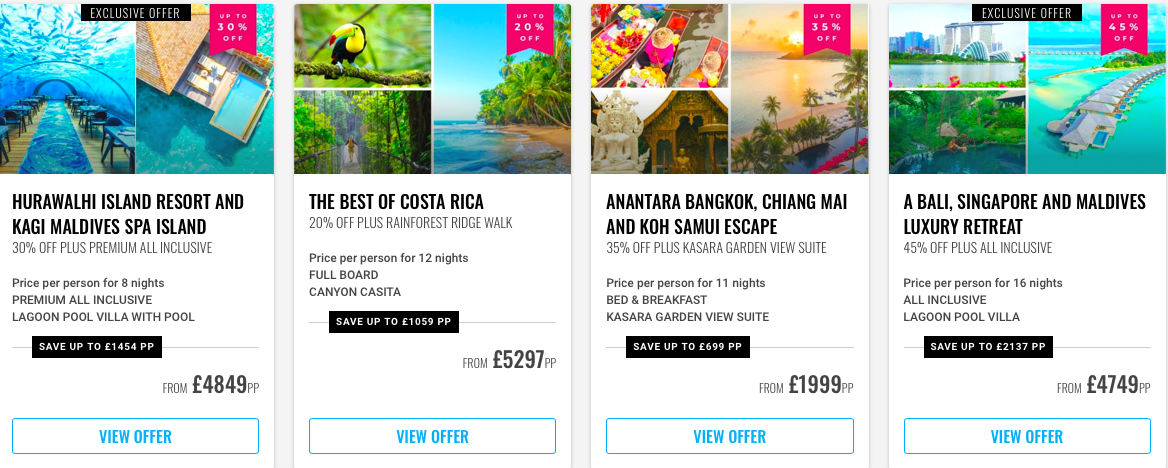 EXCLUSIVE OFFER
UP TO
30%
OFF
HURAWALHI ISLAND RESORT AND
KAGI MALDIVES SPA ISLAND
30% OFF PLUS PREMIUM ALL INCLUSIVE
Price per person for 8 nights
PREMIUM ALL INCLUSIVE
LAGOON POOL VILLA WITH POOL
SAVE UP TO £1454 PP
FROM £4849PP
VIEW OFFER
UP TO
20%
OFF
THE BEST OF COSTA RICA
20% OFF PLUS RAINFOREST RIDGE WALK
Price per person for 12 nights
FULL BOARD
CANYON CASITA
SAVE UP TO £1059 PP
FROM £5297PP
VIEW OFFER
UP TO
35%
OFF
ANANTARA BANGKOK, CHIANG MAI
AND KOH SAMUI ESCAPE
35% OFF PLUS KASARA GARDEN VIEW SUITE
Price per person for 11 nights
BED & BREAKFAST
KASARA GARDEN VIEW SUITE
SAVE UP TO £699 PP
FROM £1999PP
VIEW OFFER
EXCLUSIVE OFFER
UP TO
45%
OFF
A BALI, SINGAPORE AND MALDIVES
LUXURY RETREAT
45% OFF PLUS ALL INCLUSIVE
Price per person for 16 nights
ALL INCLUSIVE
LAGOON POOL VILLA
SAVE UP TO £2137 PP
FROM £4749PP
VIEW OFFER